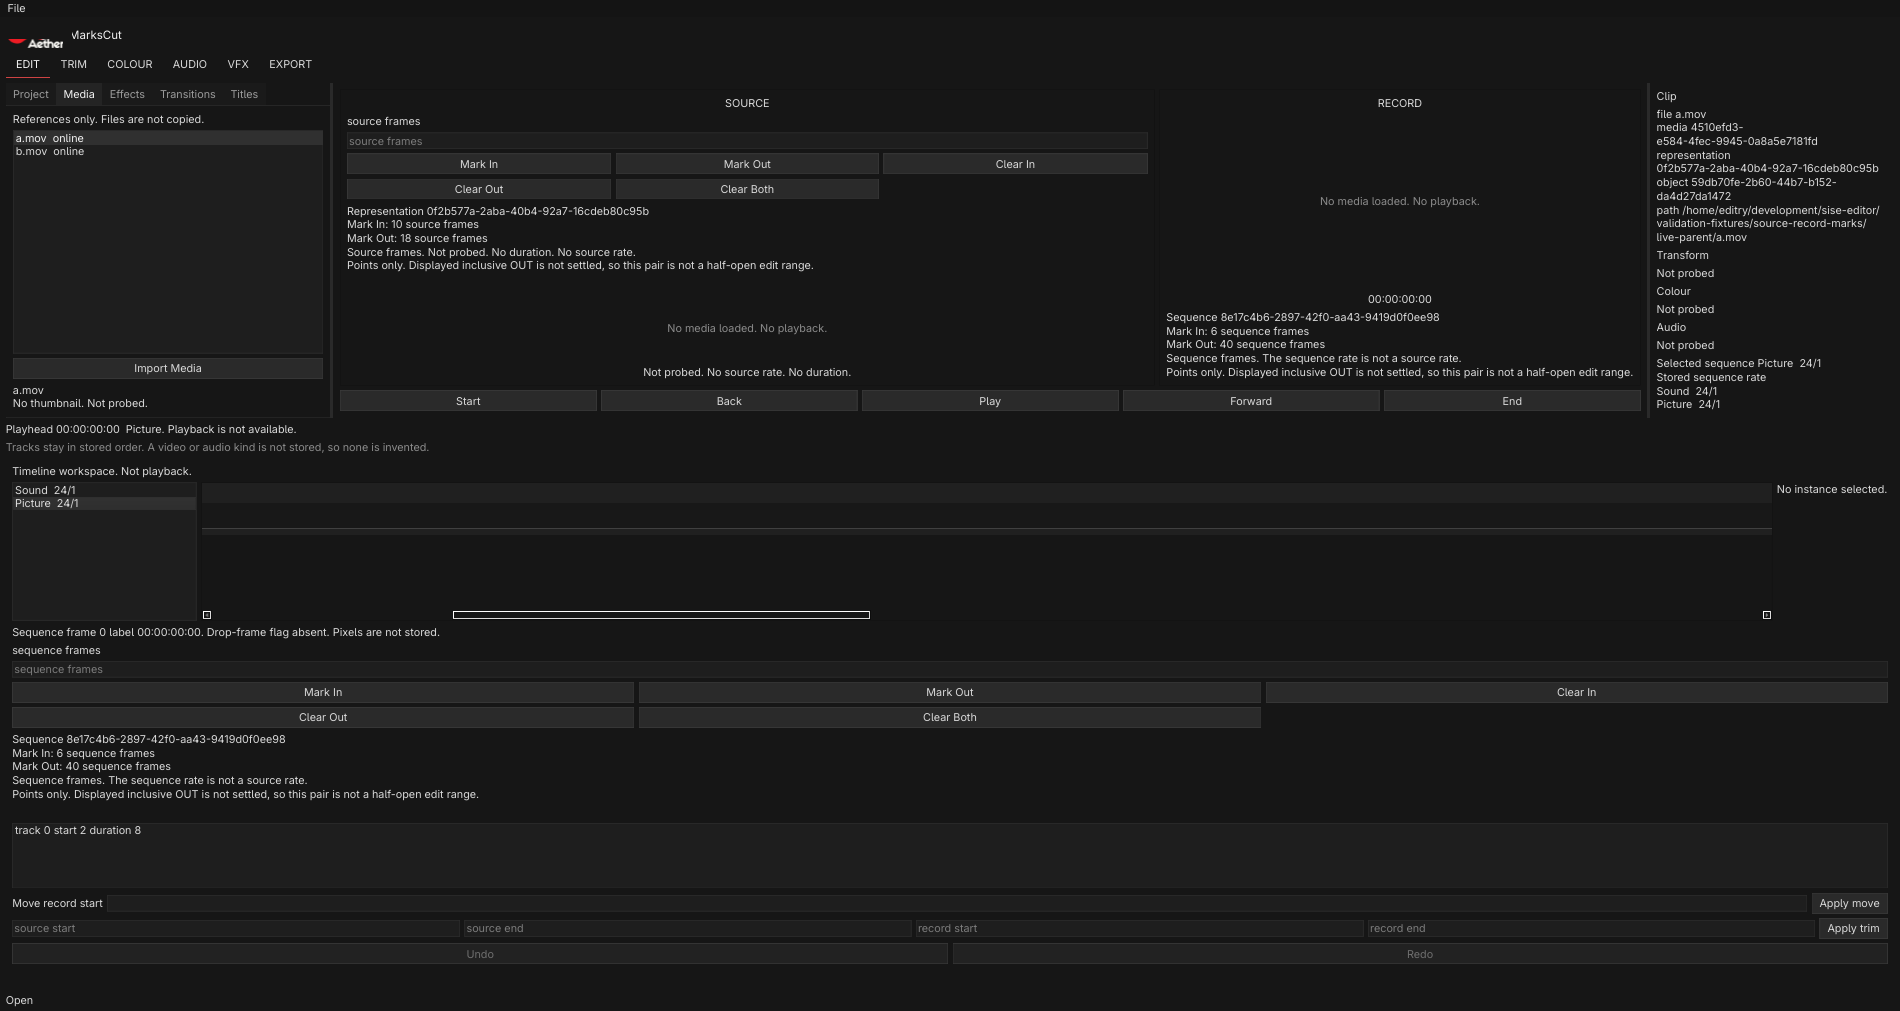 File
Aether
MarksCut
EDIT TRIM COLOUR AUDIO VFX EXPORT
Project Media Effects Transitions Titles
References only. Files are not copied.
a.mov online
b.mov online
Import Media
a.mov
No thumbnail. Not probed.
SOURCE
source frames
source frames
Mark In Mark Out Clear In
Clear Out Clear Both
Representation 0f2b577a-2aba-40b4-92a7-16cdeb80c95b
Mark In: 10 source frames
Mark Out: 18 source frames
Source frames. Not probed. No duration. No source rate.
Points only. Displayed inclusive OUT is not settled, so this pair is not a half-open edit range.
No media loaded. No playback.
Not probed. No source rate. No duration.
RECORD
No media loaded. No playback.
00:00:00:00
Sequence 8e17c4b6-2897-42f0-aa43-9419d0f0ee98
Mark In: 6 sequence frames
Mark Out: 40 sequence frames
Sequence frames. The sequence rate is not a source rate.
Points only. Displayed inclusive OUT is not settled, so this pair is not a half-open edit range.
Start Back Play Forward End
Clip
file a.mov
media 4510efd3-
e584-4fec-9945-0a8a5e7181fd
representation
0f2b577a-2aba-40b4-92a7-16cdeb80c95b
object 59db70fe-2b60-44b7-b152-
da4d27da1472
path /home/editry/development/sise-editor/
validation-fixtures/source-record-marks/
live-parent/a.mov
Transform
Not probed
Colour
Not probed
Audio
Not probed
Selected sequence Picture 24/1
Stored sequence rate
Sound 24/1
Picture 24/1
Playhead 00:00:00:00 Picture. Playback is not available.
Tracks stay in stored order. A video or audio kind is not stored, so none is invented.
Timeline workspace. Not playback.
Sound 24/1
Picture 24/1
No instance selected.
Sequence frame 0 label 00:00:00:00. Drop-frame flag absent. Pixels are not stored.
sequence frames
sequence frames
Mark In Mark Out Clear In
Clear Out Clear Both
Sequence 8e17c4b6-2897-42f0-aa43-9419d0f0ee98
Mark In: 6 sequence frames
Mark Out: 40 sequence frames
Sequence frames. The sequence rate is not a source rate.
Points only. Displayed inclusive OUT is not settled, so this pair is not a half-open edit range.
track 0 start 2 duration 8
Move record start Apply move
source start source end record start record end Apply trim
Undo Redo
Open